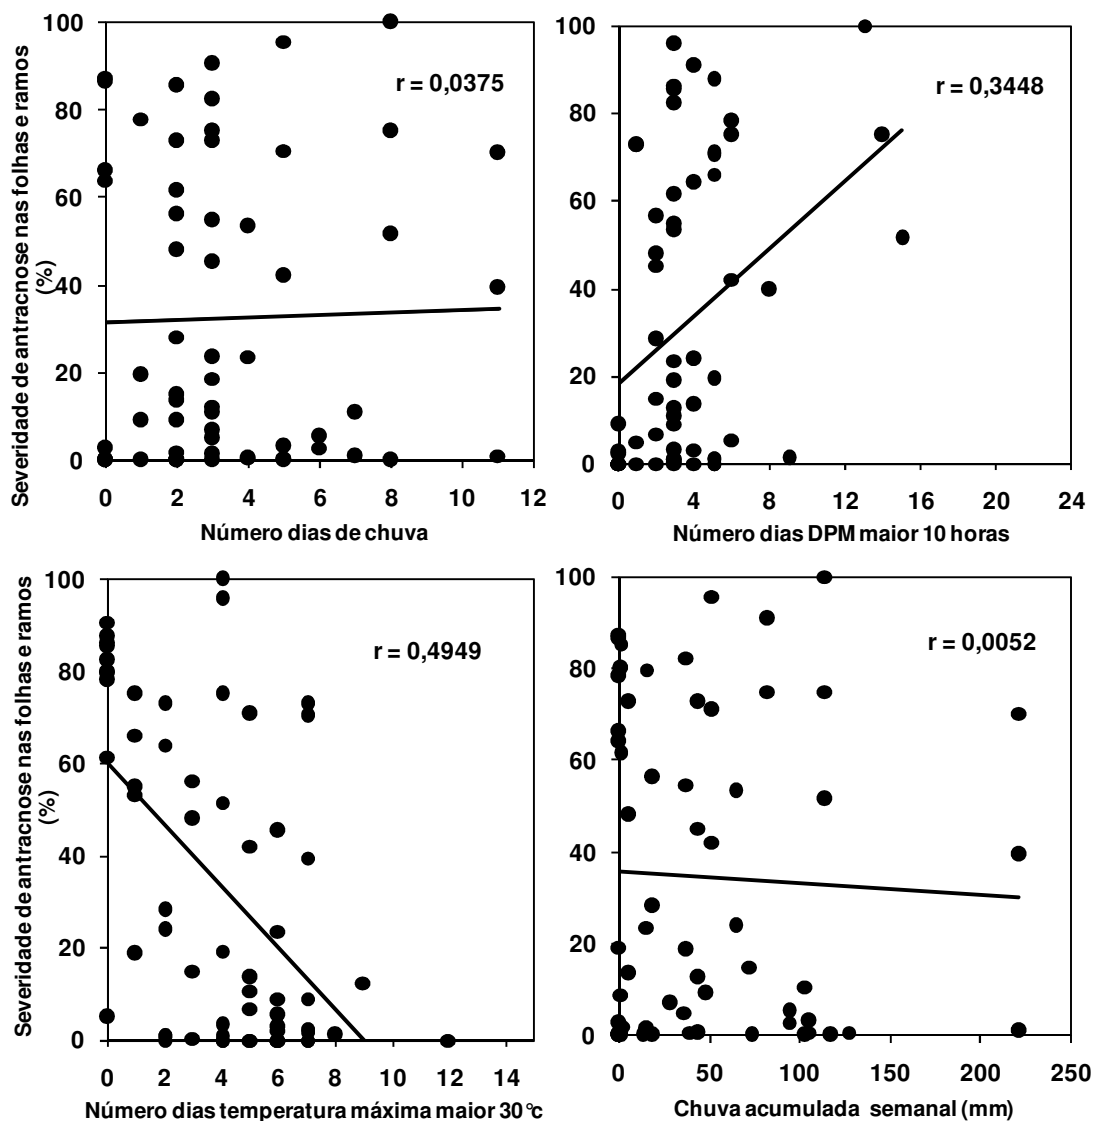 Severidade de antracnose nas folhas e ramos
(%)
100
80
60
40
20
0
r = 0,0375
0 2 4 6 8 10 12
Número dias de chuva
100
80
60
40
20
0
r = 0,3448
0 4 8 12 16 20 24
Número dias DPM maior 10 horas
Severidade de antracnose nas folhas e ramos
(%)
100
80
60
40
20
0
r = 0,4949
0 2 4 6 8 10 12 14
Número dias temperatura máxima maior 30°c
100
80
60
40
20
0
r = 0,0052
0 50 100 150 200 250
Chuva acumulada semanal (mm)